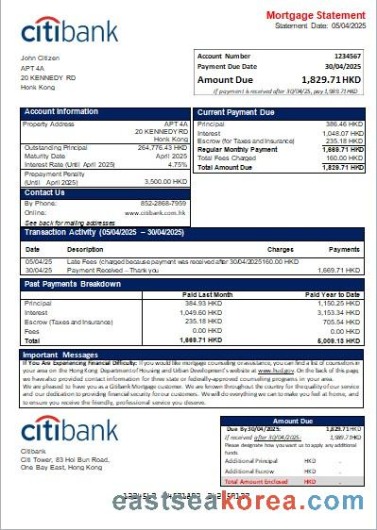 citibank
Mortgage Statement
Statement Date: 05/04/2025
John Citizen
APT 4A
20 KENNEDY RD
Honk Kong
Account Number 1234567
Payment Due Date 30/04/2025
Amount Due 1,829.71 HKD
If payment is received after 30/04/25, pay 1,989.71 HKD
Account Information
Property Address APT 4A
20 KENNEDY RD
Honk Kong
Outstanding Principal 264,776.43 HKD
Maturity Date April 2025
Interest Rate (Until April 2025) 4.75%
Prepayment Penalty
(Until April 2025) 3,500.00 HKD
Contact Us
By Phone: 852-2868-7959
Online: www.citibank.com.hk
See back for mailing addresses
Current Payment Due
Principal 386.46 HKD
Interest 1,048.07 HKD
Escrow (for Taxes and Insurance) 235.18 HKD
Regular Monthly Payment 1,669.71 HKD
Total Fees Charged 160.00 HKD
Total Amount Due 1,829.71 HKD
Transaction Activity (05/04/2025 – 30/04/2025)
Date Description Charges Payments
05/04/25 Late Fees (charged because payment was received after 30/04/2025160.00 HKD
30/04/25 Payment Received – Thank you 1,669.71 HKD
Past Payments Breakdown
Paid Last Month Paid Year to Date
Principal 384.93 HKD 1,150.25 HKD
Interest 1,049.60 HKD 3,153.34 HKD
Escrow (Taxes and Insurance) 235.18 HKD 705.54 HKD
Fees 0.00 HKD 0.00 HKD
Total 1,669.71 HKD 5,009.13 HKD
Important Messages
If You Are Experiencing Financial Difficulty: If you would like mortgage counseling or assistance, you can find a list of counselors in
your area on the Hong Kong Department of Housing and Urban Development's website at www.hud.gov. On the back of this page,
we have also provided contact information for three state or federally-approved counseling programs in your area.
We are pleased to have you as a Citibank Mortgage customer. We are known throughout the country for the quality of our service
and our dedication to providing financial security for our customers. We will do everything we can to make you feel at home, and
to ensure you receive the friendly, professional service you deserve.
citibank
Citibank
Citi Tower, 83 Hoi Bun Road,
One Bay East, Hong Kong
Amount Due
Due By 30/04/2025: 1,829.71 HKD
If received after 30/04/2025: 1,989.71 HKD
Please designate how you want us to apply any additional
funds.
Additional Principal HKD
Additional Escrow HKD
Total Amount Enclosed HKD
eastseakorea.com